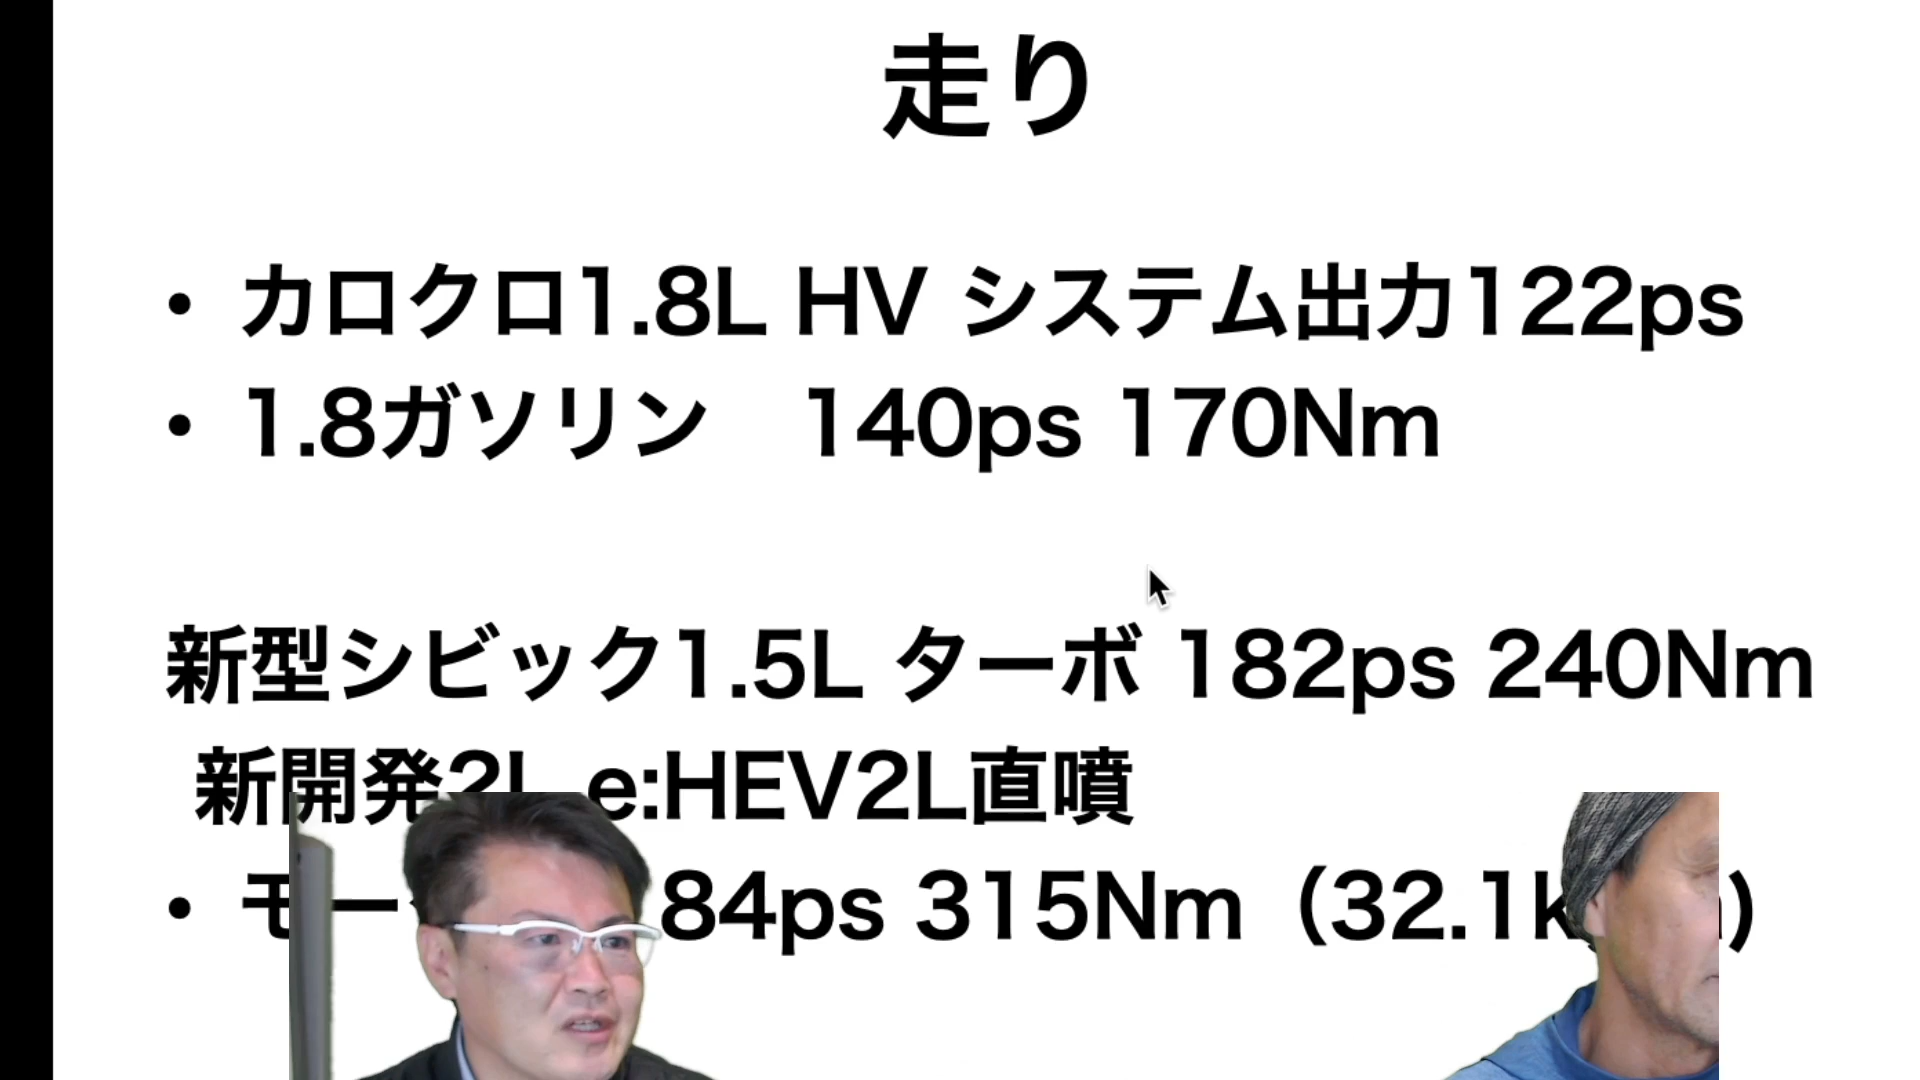 走り
• カロクロ1.8L HV システム出力122ps
• 1.8ガソリン　140ps 170Nm
新型シビック1.5L ターボ 182ps 240Nm
新開発2L e:HEV2L直噴
• 84ps 315Nm（32.1k